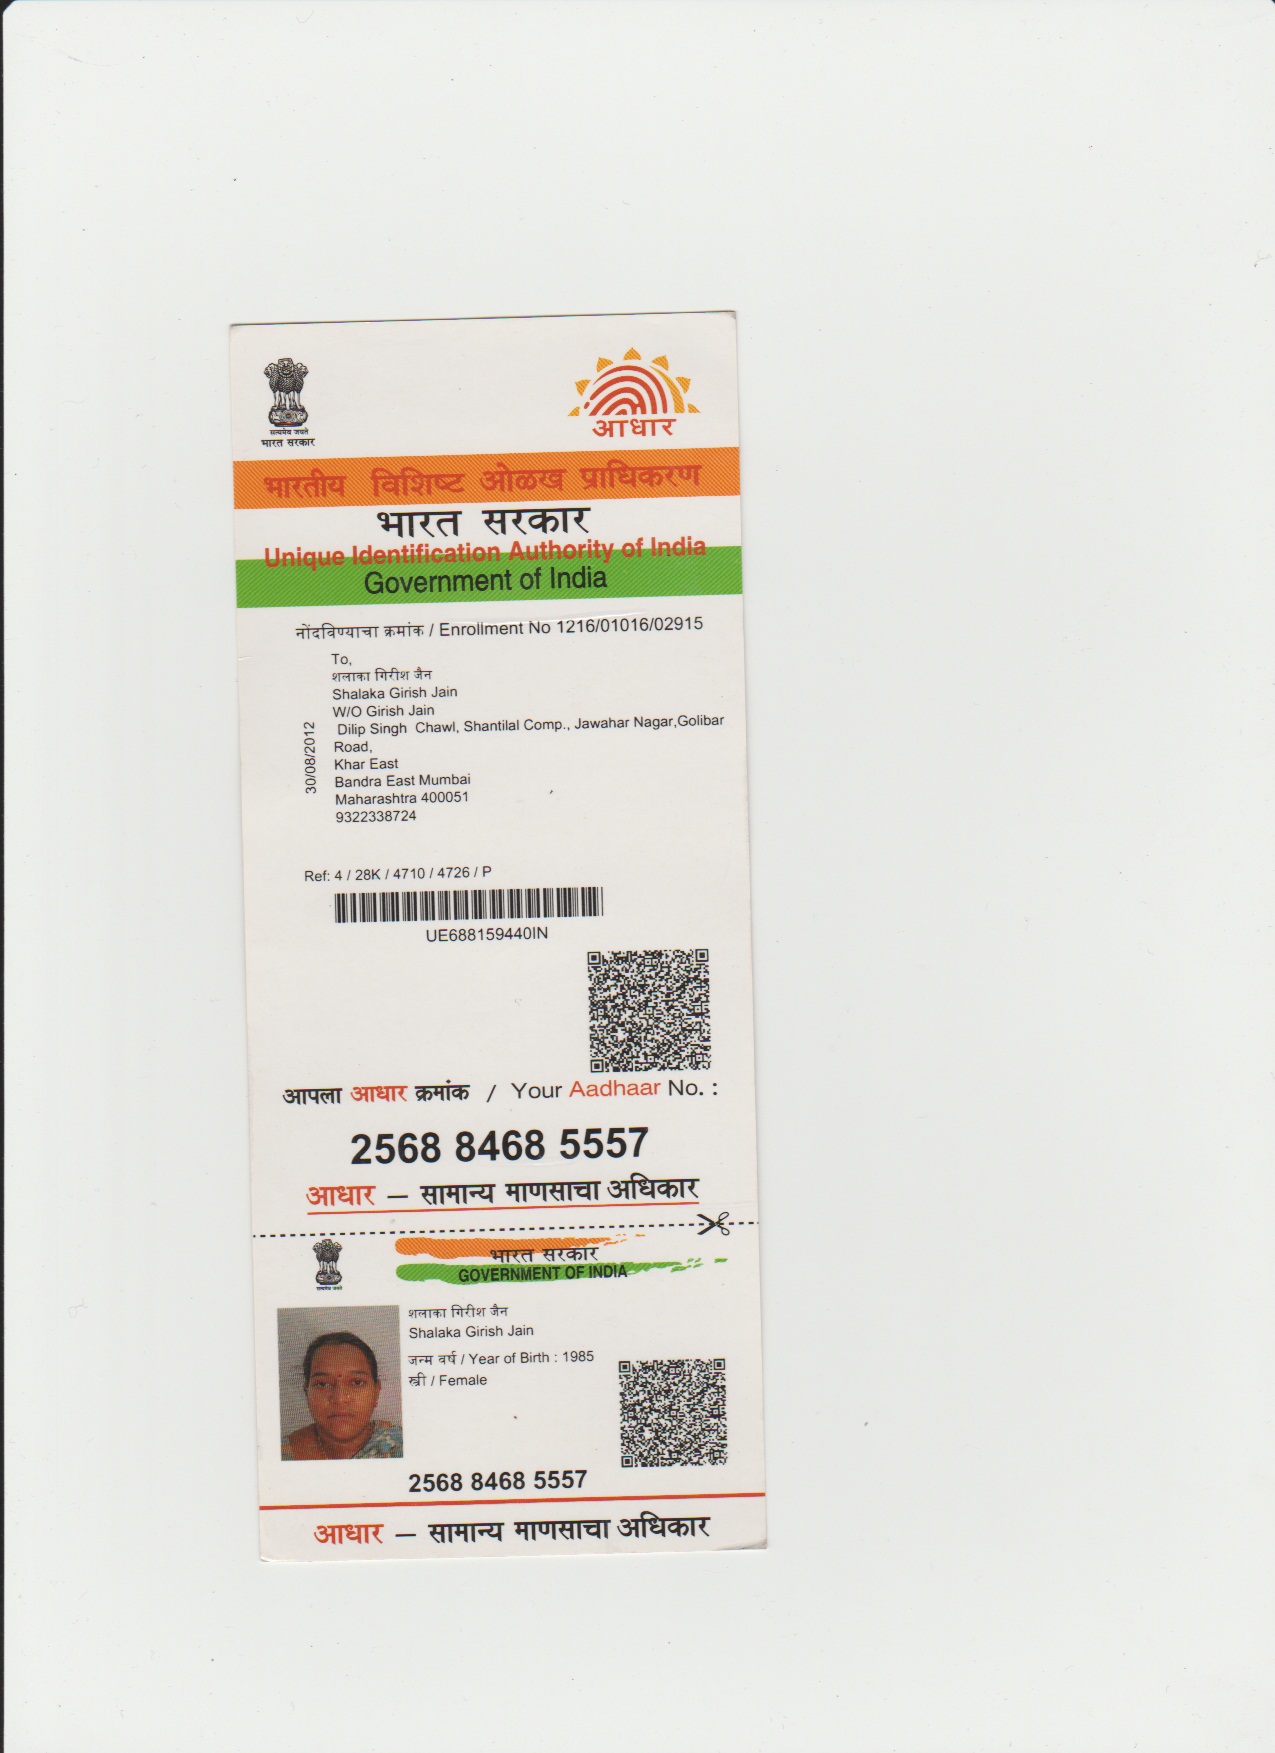 सत्यमेव जयते
भारत सरकार
आधार
भारतीय विशिष्ट ओळख प्राधिकरण
भारत सरकार
Unique Identification Authority of India
Government of India
नोंदविण्याचा क्रमांक / Enrollment No 1216/01016/02915
30/08/2012
To,
शलाका गिरीश जैन
Shalaka Girish Jain
W/O Girish Jain
Dilip Singh Chawl, Shantilal Comp., Jawahar Nagar,Golibar
Road,
Khar East
Bandra East Mumbai
Maharashtra 400051
9322338724
Ref: 4 / 28K / 4710 / 4726 / P
UE688159440IN
आपला आधार क्रमांक / Your Aadhaar No. :
2568 8468 5557
आधार – सामान्य माणसाचा अधिकार
सत्यमेव जयते
भारत सरकार
GOVERNMENT OF INDIA
शलाका गिरीश जैन
Shalaka Girish Jain
जन्म वर्ष / Year of Birth : 1985
स्त्री / Female
2568 8468 5557
आधार – सामान्य माणसाचा अधिकार